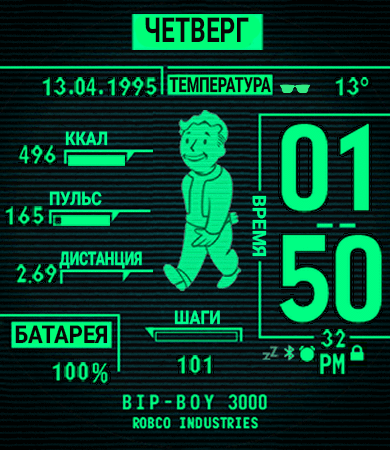 ЧЕТВЕРГ
13.04.1995 ТЕМПЕРАТУРА 13°
ККАЛ
496
ПУЛЬС
165
ДИСТАНЦИЯ
2.69
ВРЕМЯ
01
50
32
PM
zz
ШАГИ
101
БАТАРЕЯ
100%
BIP-BOY 3000
ROBCO INDUSTRIES